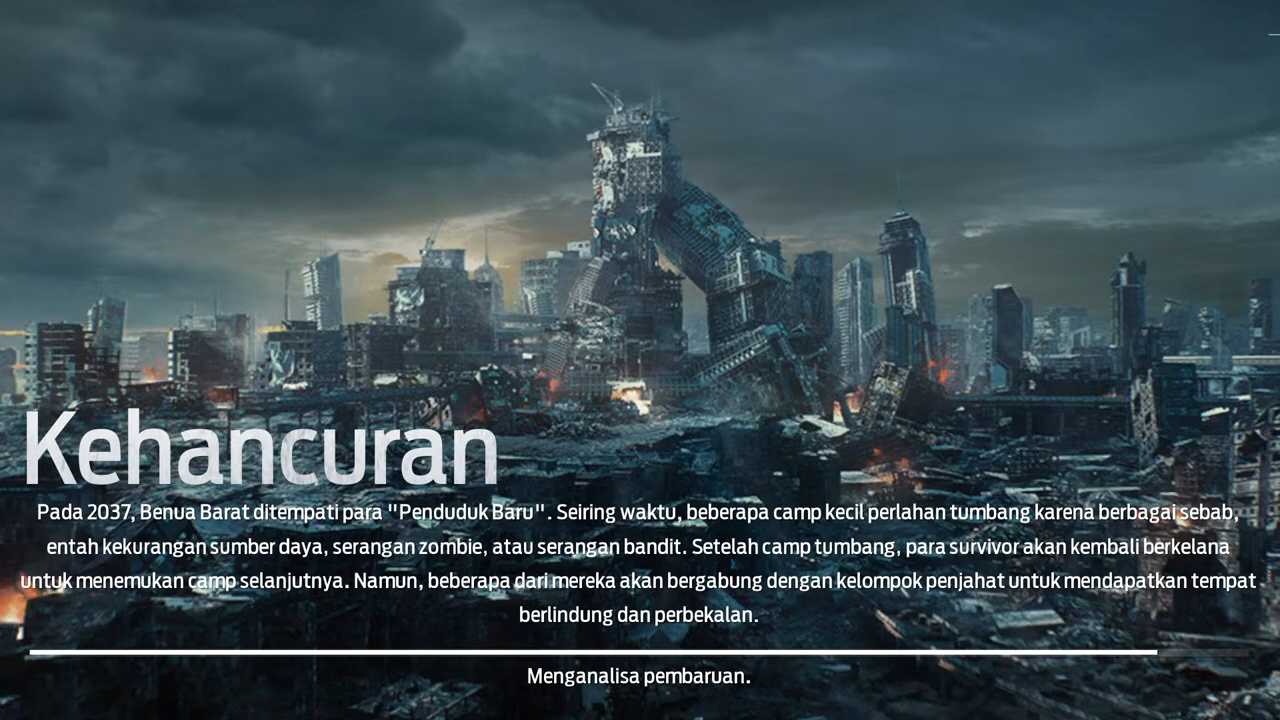 Kehancuran
Pada 2037, Benua Barat ditempati para "Penduduk Baru". Seiring waktu, beberapa camp kecil perlahan tumbang karena berbagai sebab,
entah kekurangan sumber daya, serangan zombie, atau serangan bandit. Setelah camp tumbang, para survivor akan kembali berkelana
untuk menemukan camp selanjutnya. Namun, beberapa dari mereka akan bergabung dengan kelompok penjahat untuk mendapatkan tempat
berlindung dan perbekalan.
Menganalisa pembaruan.